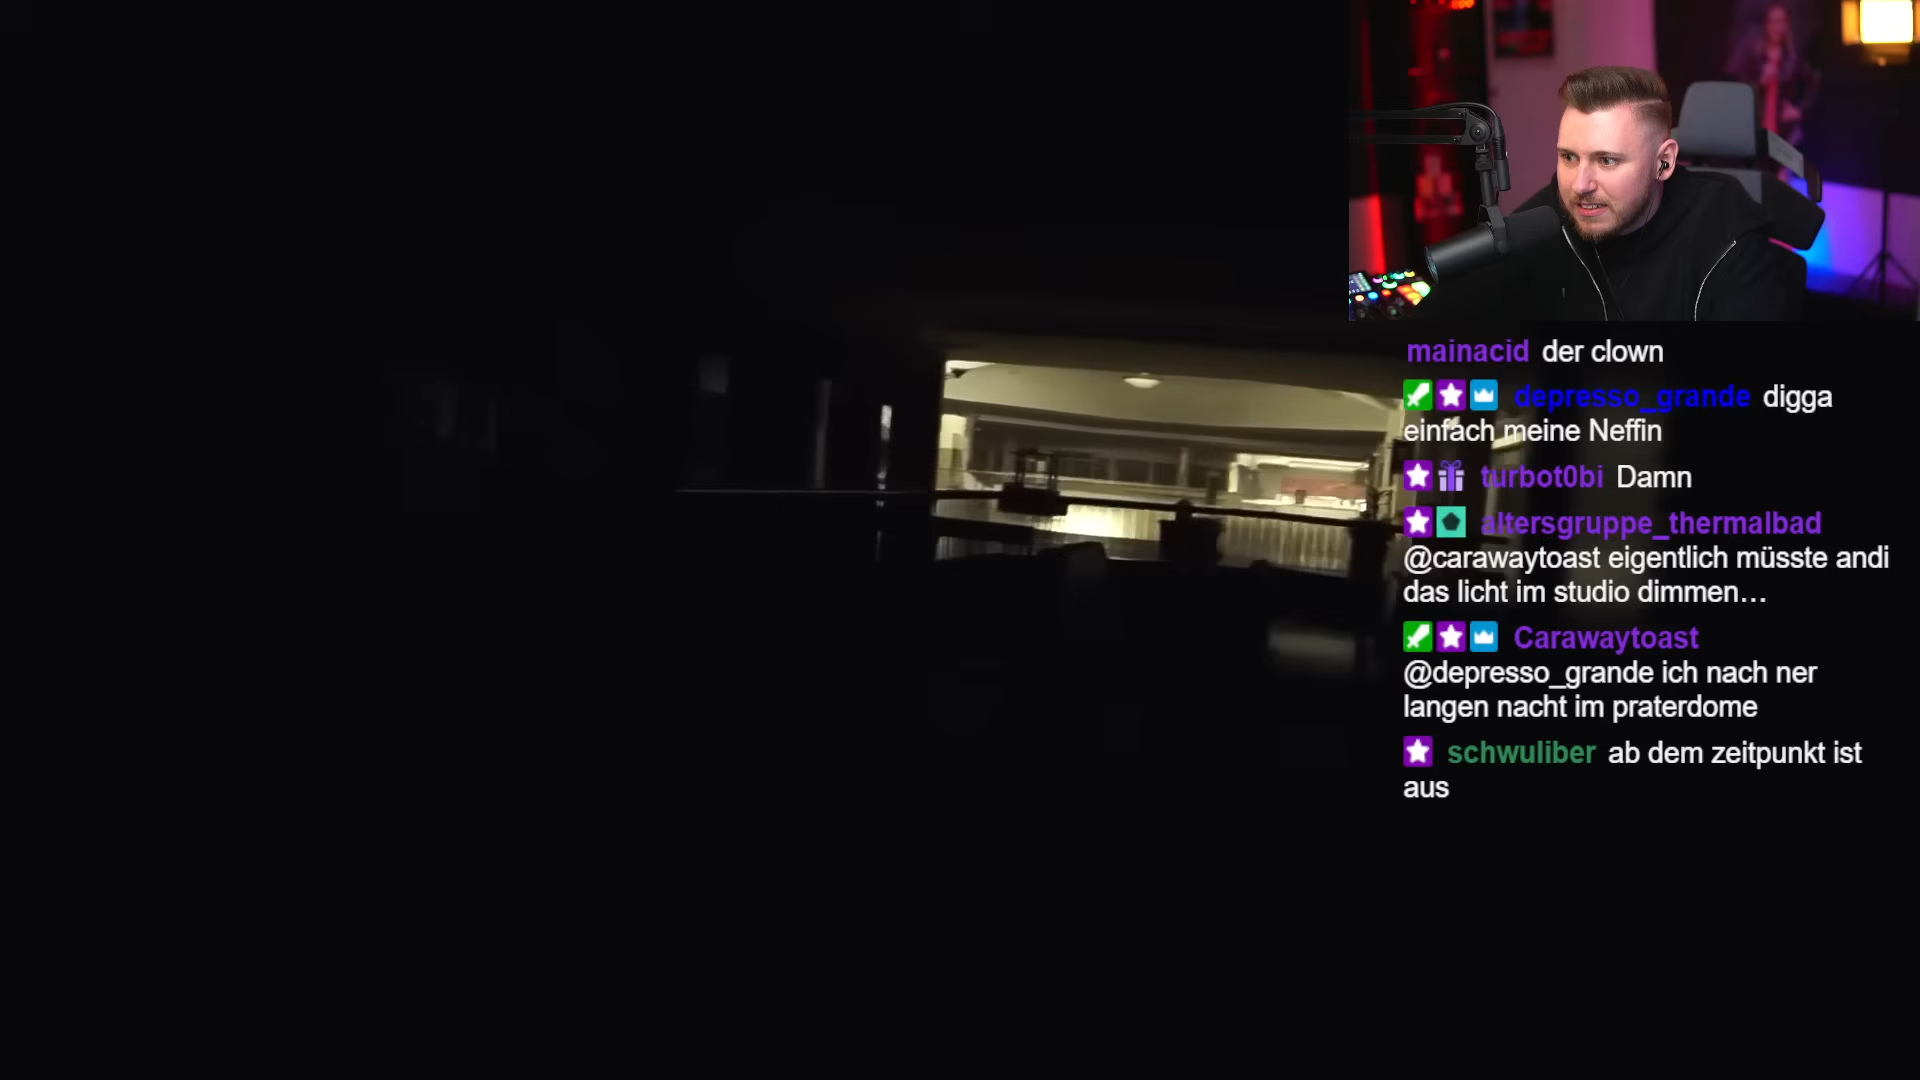 mainacid der clown
depresso_grande digga
einfach meine Neffin
turbot0bi Damn
altersgruppe_thermalbad
@carawaytoast eigentlich müsste andi
das licht im studio dimmen…
Carawaytoast
@depresso_grande ich nach ner
langen nacht im praterdome
schwuliber ab dem zeitpunkt ist
aus